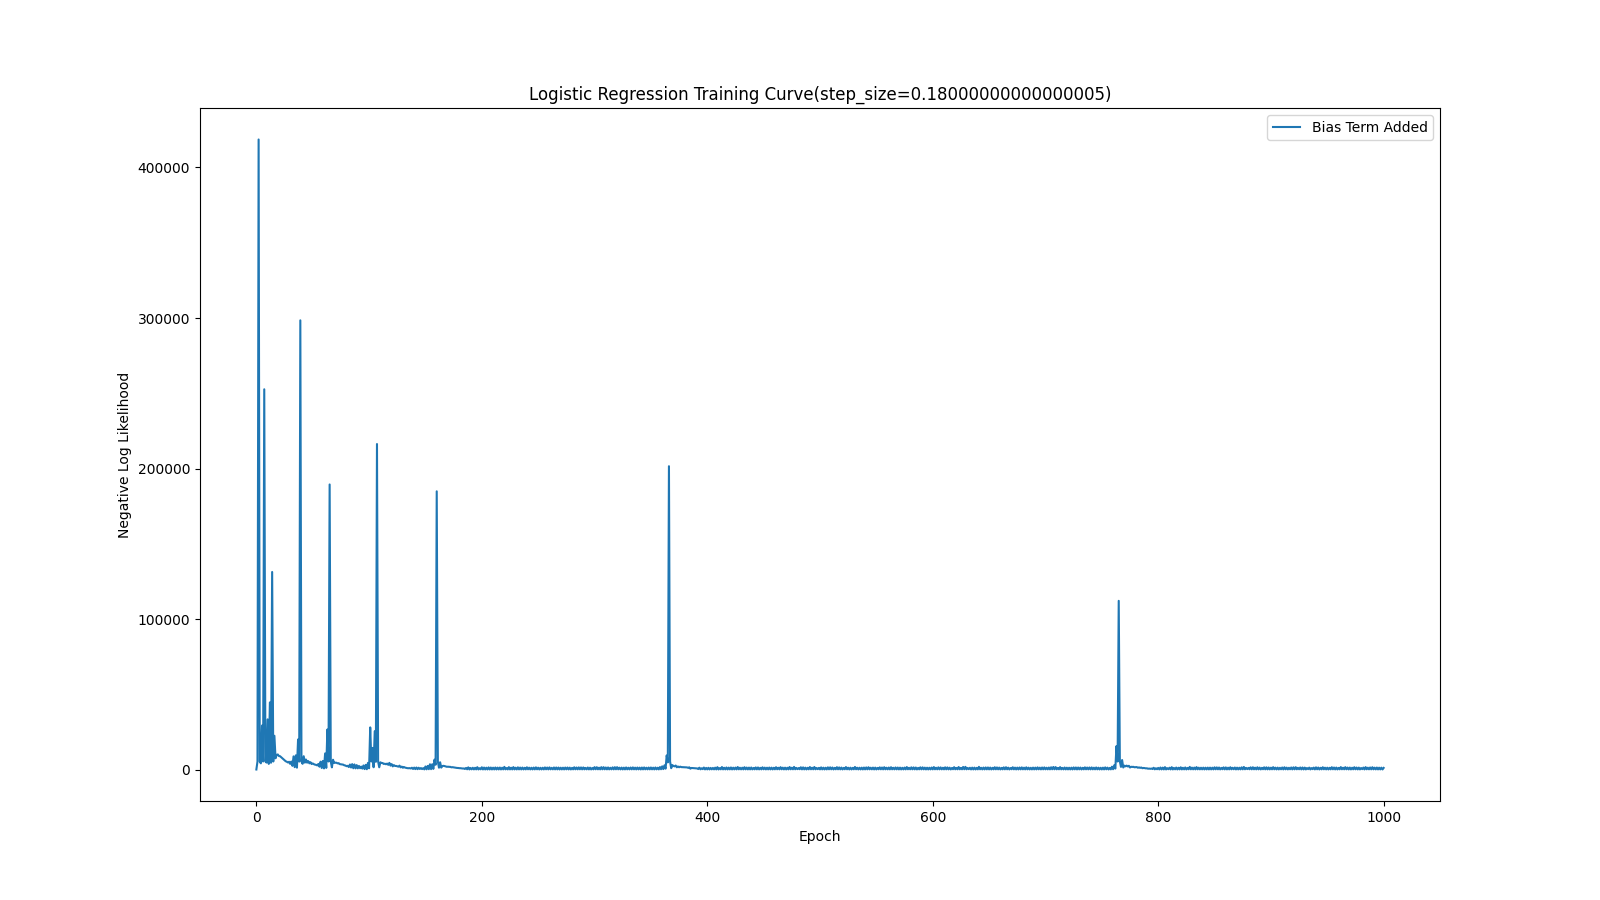 Logistic Regression Training Curve(step_size=0.18000000000000005)
Bias Term Added
400000
300000
200000
100000
0
Negative Log Likelihood
0 200 400 600 800 1000
Epoch